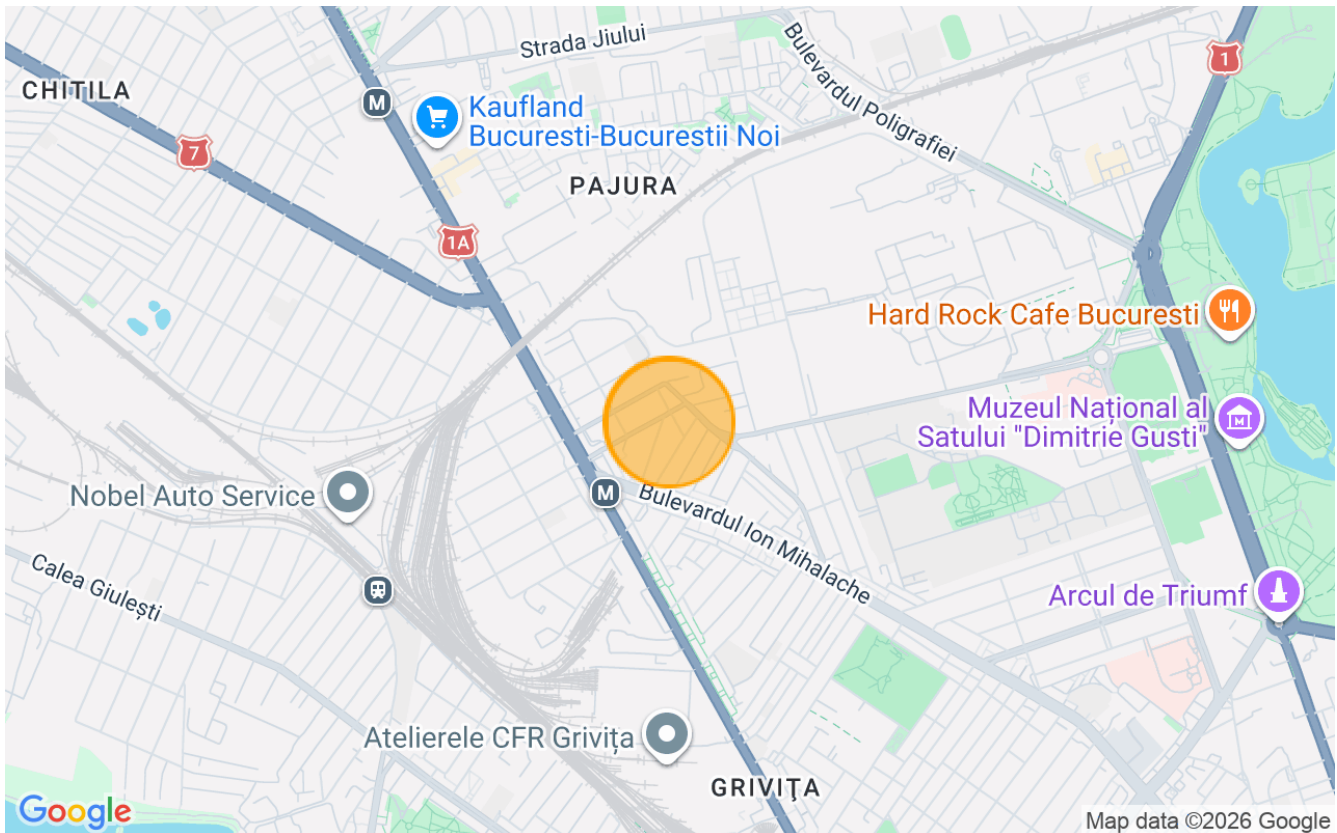 Strada Jiului
Bulevardul Poligrafiei
1
CHITILA
M
Kaufland
Bucuresti-Bucurestii Noi
7
PAJURA
1A
Hard Rock Cafe Bucuresti
Muzeul Național al
Satului "Dimitrie Gusti"
M
Nobel Auto Service
M
Bulevardul Ion Mihalache
Calea Giulești
Arcul de Triumf
Atelierele CFR Grivița
GRIVIŢA
Google
Map data ©2026 Google